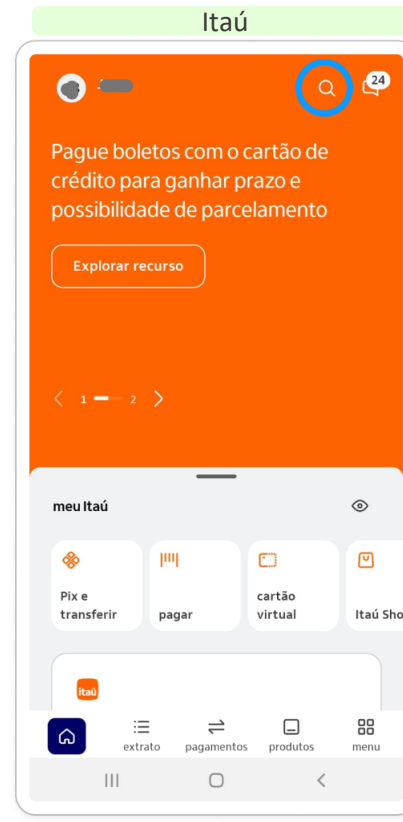 Itaú
24
Pague boletos com o cartão de
crédito para ganhar prazo e
possibilidade de parcelamento
Explorar recurso
1 2
meu Itaú
Pix e
transferir
pagar
cartão
virtual
Itaú Sho
itaú
extrato
pagamentos
produtos
menu